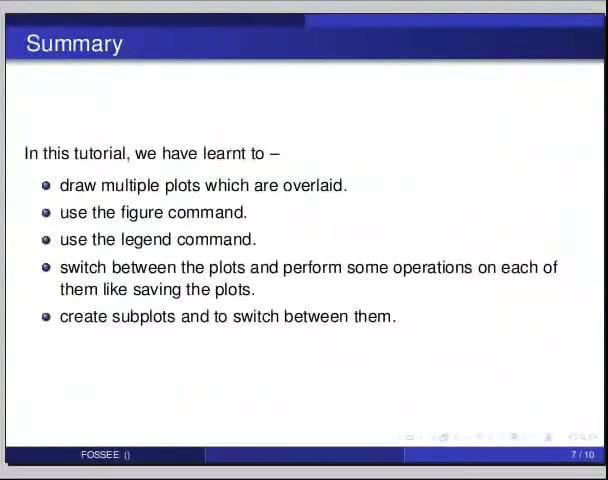 Summary
In this tutorial, we have learnt to –
draw multiple plots which are overlaid.
use the figure command.
use the legend command.
switch between the plots and perform some operations on each of
them like saving the plots.
create subplots and to switch between them.
FOSSEE ()
7 / 10